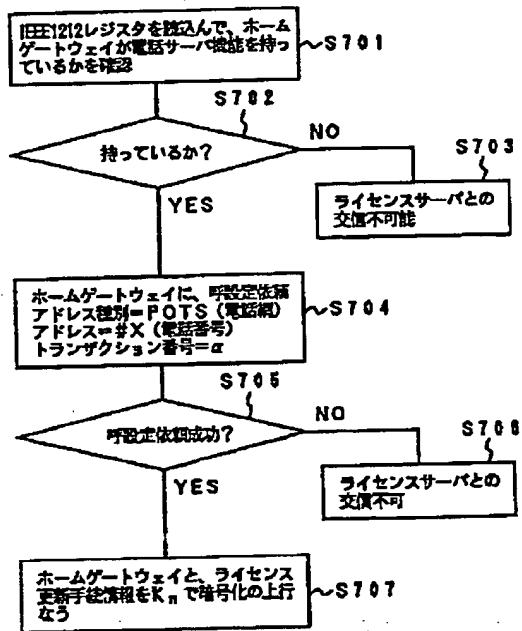 IEEE1212レジスタを読込んで、ホーム
ゲートウェイが電話サーバ機能を持っ
ているかを確認
S701
S702
持っているか？
NO
S703
YES
ライセンスサーバとの
交信不可能
ホームゲートウェイに、呼設定依頼
アドレス種別=POTS（電話網）
アドレス=#X（電話番号）
トランザクション番号=α
S704
S705
呼設定依頼成功？
NO
S706
YES
ライセンスサーバとの
交信不可
ホームゲートウェイと、ライセンス
更新手続情報をKnで暗号化の上行
なう
S707